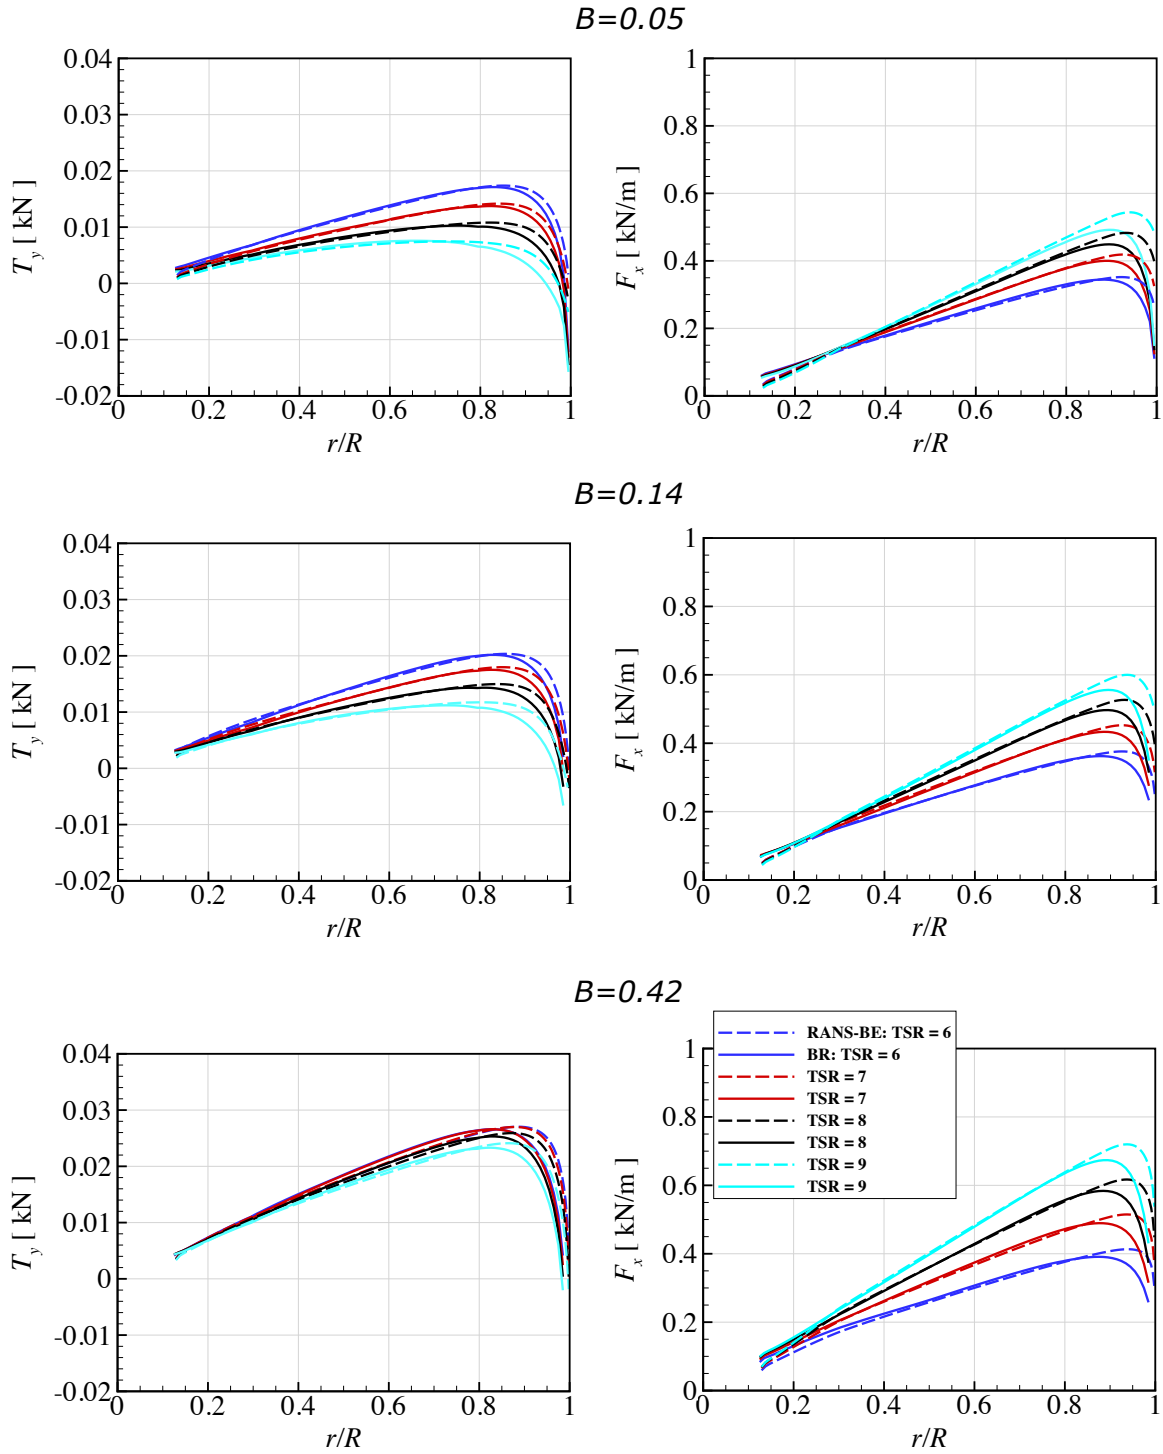 B=0.05
0.04
0.03
0.02
0.01
0
-0.01
-0.02
T_y [ kN ]
0 0.2 0.4 0.6 0.8 1
r/R
1
0.8
0.6
0.4
0.2
0
F_x [ kN/m ]
0 0.2 0.4 0.6 0.8 1
r/R
B=0.14
0.04
0.03
0.02
0.01
0
-0.01
-0.02
T_y [ kN ]
0 0.2 0.4 0.6 0.8 1
r/R
1
0.8
0.6
0.4
0.2
0
F_x [ kN/m ]
0 0.2 0.4 0.6 0.8 1
r/R
B=0.42
0.04
0.03
0.02
0.01
0
-0.01
-0.02
T_y [ kN ]
0 0.2 0.4 0.6 0.8 1
r/R
RANS-BE: TSR = 6
BR: TSR = 6
TSR = 7
TSR = 7
TSR = 8
TSR = 8
TSR = 9
TSR = 9
1
0.8
0.6
0.4
0.2
0
F_x [ kN/m ]
0 0.2 0.4 0.6 0.8 1
r/R